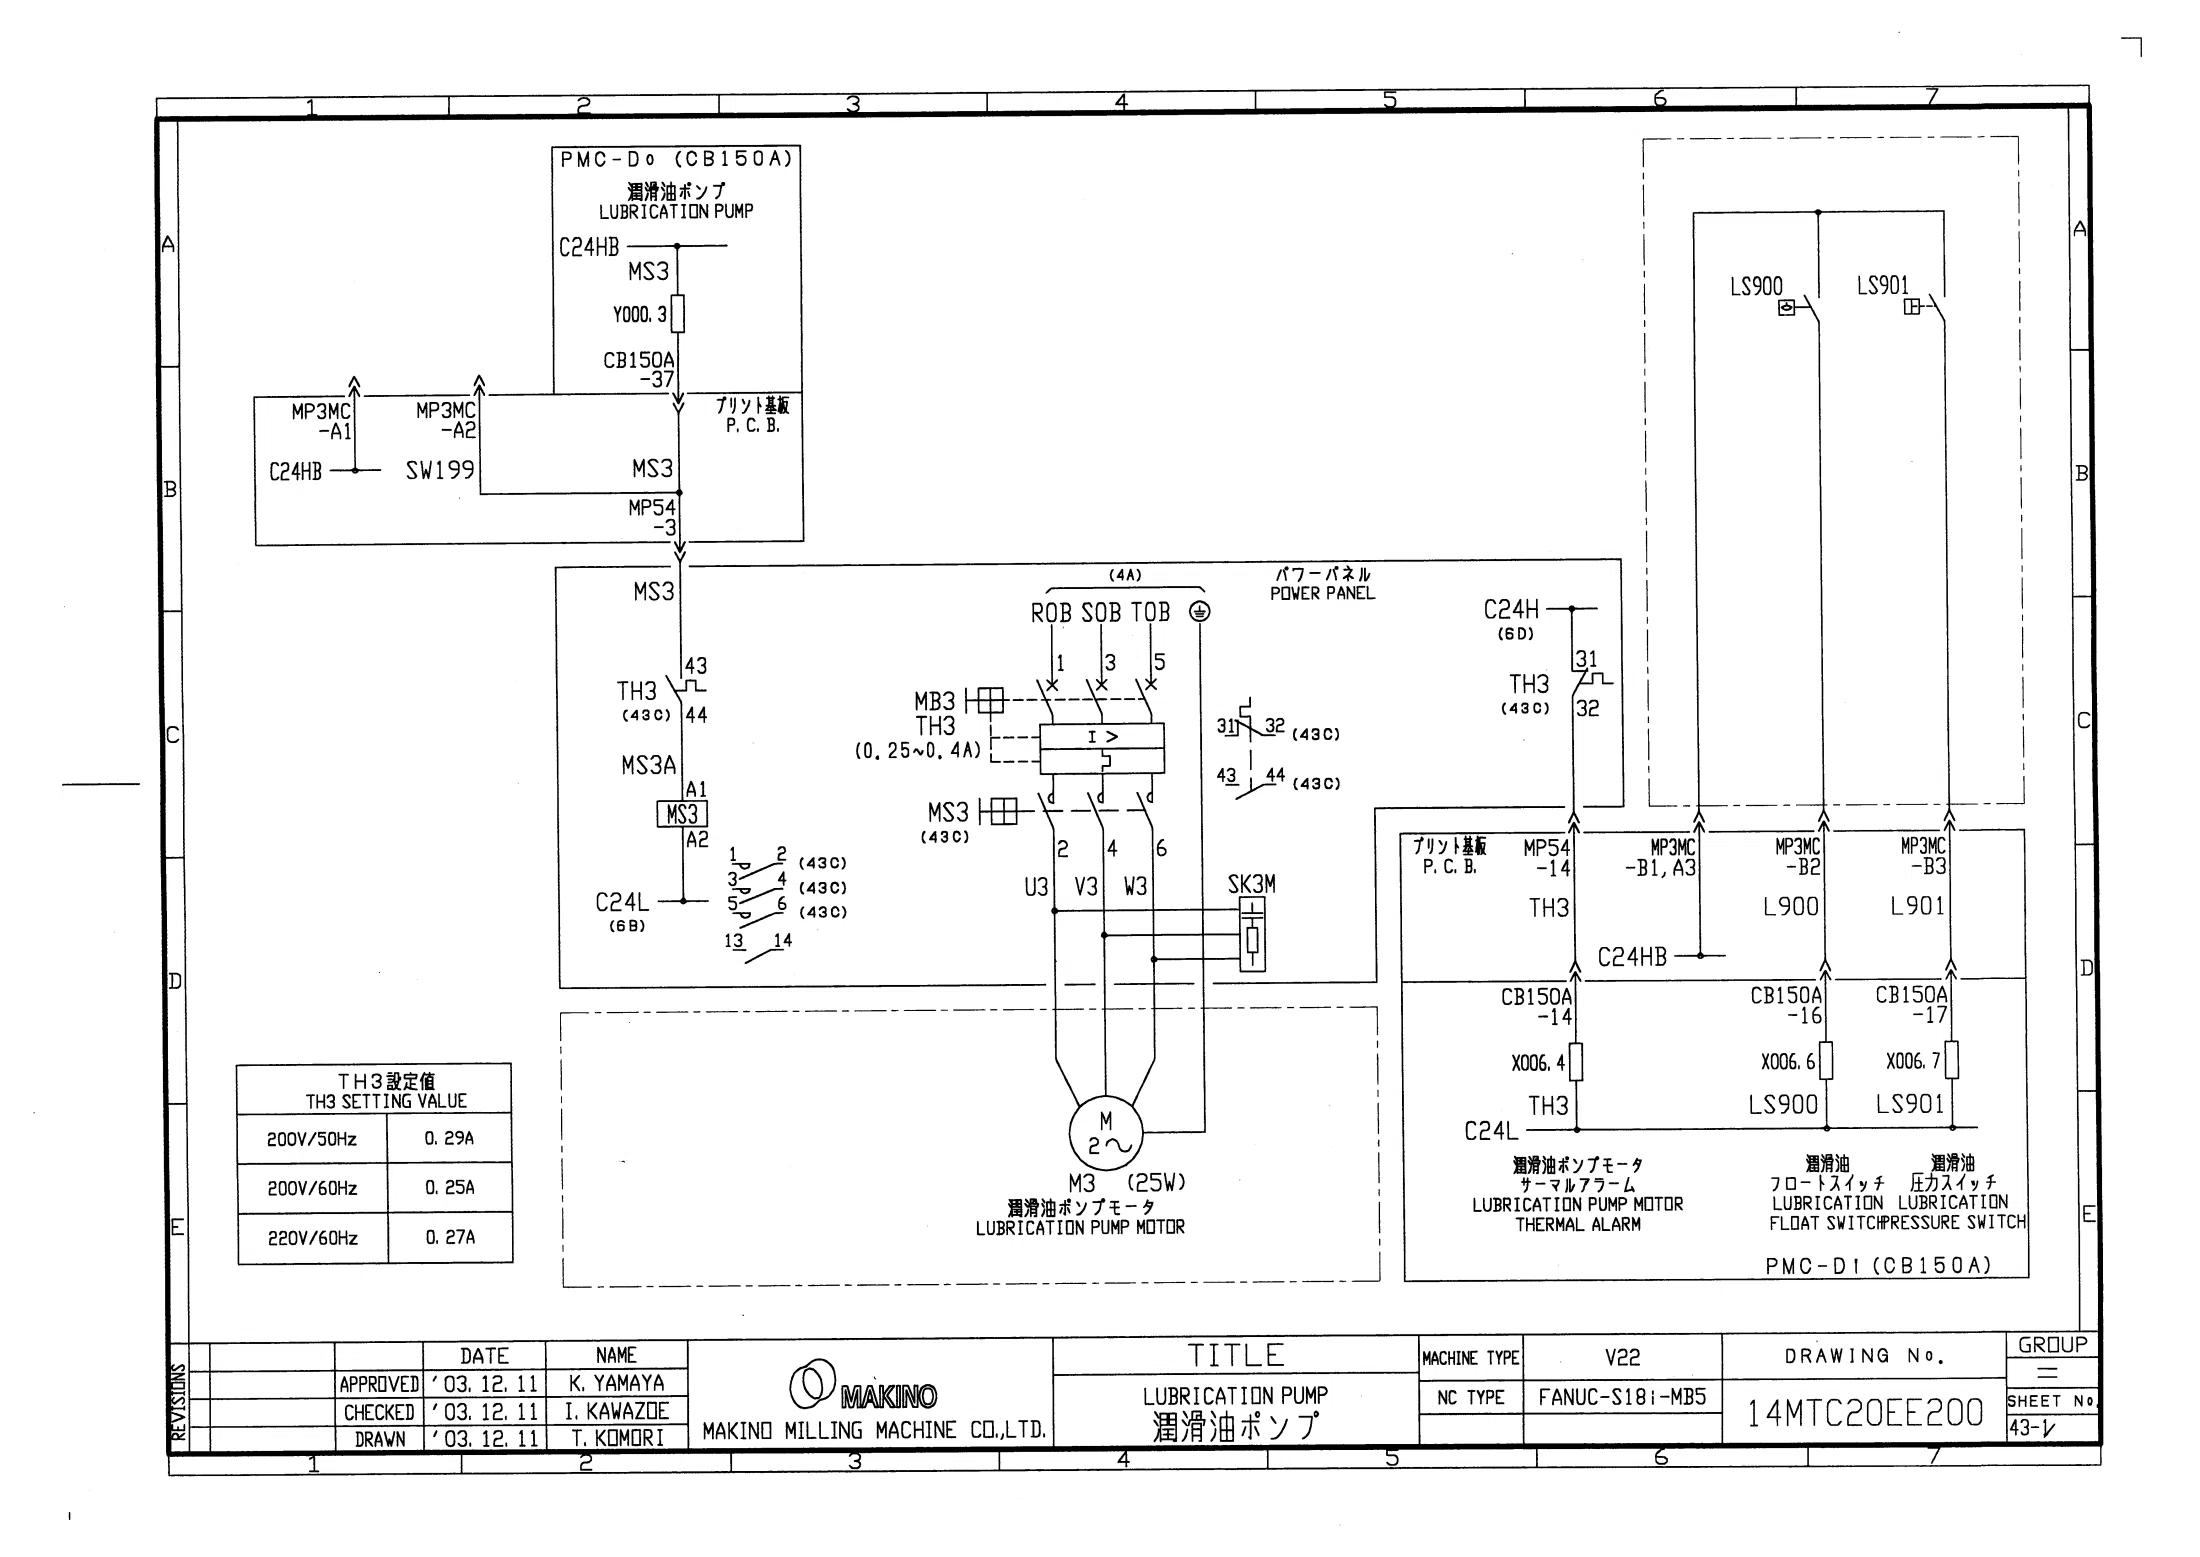 1 2 3 4 5 6 7
A
B
C
D
E
PMC-Do (CB150A)
潤滑油ポンプ
LUBRICATION PUMP
C24HB
MS3
Y000.3
CB150A
-37
MP3MC
-A1
MP3MC
-A2
プリント基板
P.C.B.
C24HB
SW199
MS3
MP54
-3
MS3
TH3
(43C)
43
44
MS3A
A1
MS3
A2
C24L
(6B)
1 2 (43C)
3 4 (43C)
5 6 (43C)
13 14
(4A)
パワーパネル
POWER PANEL
R0B S0B T0B
1 3 5
MB3
TH3
(0.25~0.4A)
I >
MS3
(43C)
2 4 6
U3 V3 W3
SK3M
31 32 (43C)
43 44 (43C)
C24H
(6D)
TH3
(43C)
31
32
LS900
LS901
A
B
C
D
E
プリント基板
P.C.B.
MP54
-14
MP3MC
-B1,A3
MP3MC
-B2
MP3MC
-B3
TH3
L900
L901
C24HB
CB150A
-14
CB150A
-16
CB150A
-17
X006.4
X006.6
X006.7
TH3
LS900
LS901
C24L
潤滑油ポンプモータ
サーマルアラーム
LUBRICATION PUMP MOTOR
THERMAL ALARM
潤滑油
フロートスイッチ
LUBRICATION
FLOAT SWITCH
潤滑油
圧力スイッチ
LUBRICATION
PRESSURE SWITCH
PMC-DI (CB150A)
M
2~
M3 (25W)
潤滑油ポンプモータ
LUBRICATION PUMP MOTOR
TH3設定値
TH3 SETTING VALUE
200V/50Hz 0.29A
200V/60Hz 0.25A
220V/60Hz 0.27A
REVISIONS
DATE NAME
APPROVED '03.12.11 K. YAMAYA
CHECKED '03.12.11 I. KAWAZOE
DRAWN '03.12.11 T. KOMORI
MAKINO
MAKINO MILLING MACHINE CO.,LTD.
TITLE
LUBRICATION PUMP
潤滑油ポンプ
MACHINE TYPE V22
NC TYPE FANUC-S18i-MB5
DRAWING No.
14MTC20EE200
GROUP
=
SHEET No.
43-
1 2 3 4 5 6 7